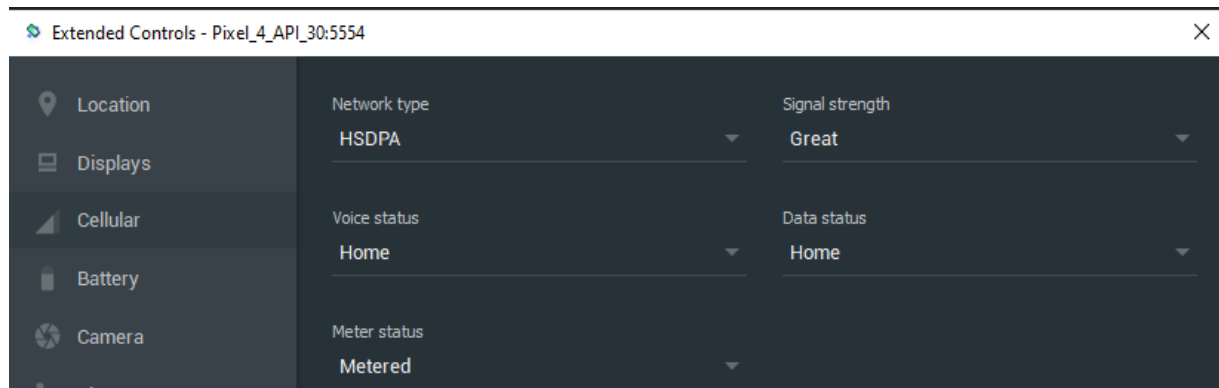 Extended Controls - Pixel_4_API_30:5554
Location
Displays
Cellular
Battery
Camera
Network type
HSDPA
Signal strength
Great
Voice status
Home
Data status
Home
Meter status
Metered